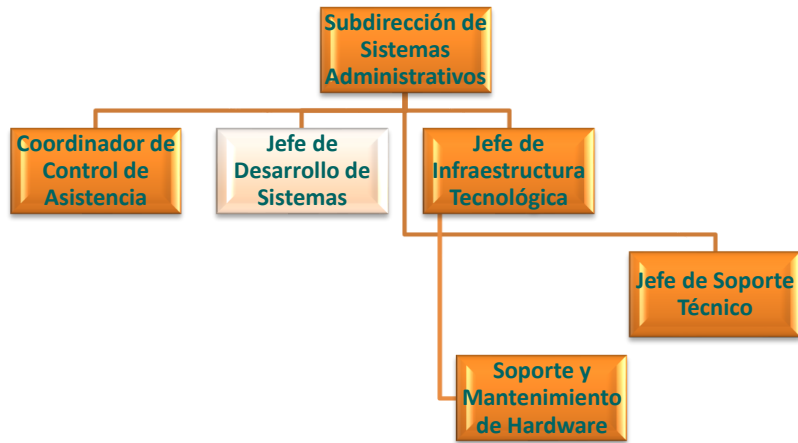 Subdirección de
Sistemas
Administrativos
Coordinador de
Control de
Asistencia
Jefe de
Desarrollo de
Sistemas
Jefe de
Infraestructura
Tecnológica
Jefe de Soporte
Técnico
Soporte y
Mantenimiento
de Hardware